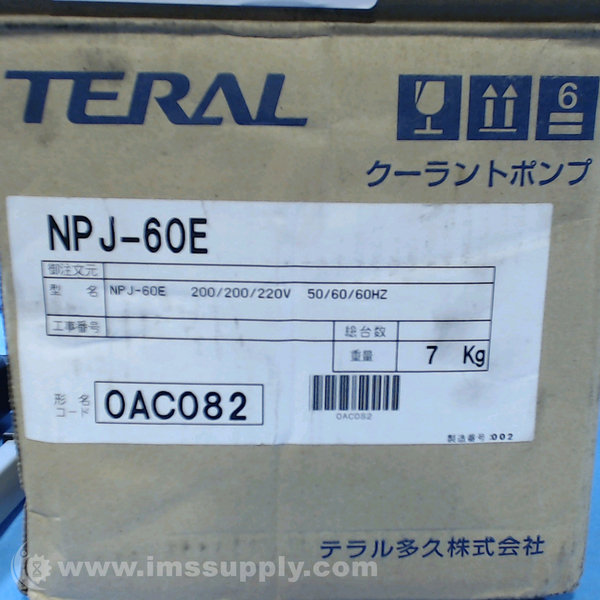 TERAL
6
クーラントポンプ
NPJ-60E
御注文元
型 名 NPJ-60E 200/200/220V 50/60/60HZ
工事番号
総台数
重量 7 Kg
形名コード 0AC082
0AC082
製造番号:002
テラル多久株式会社
www.imssupply.com